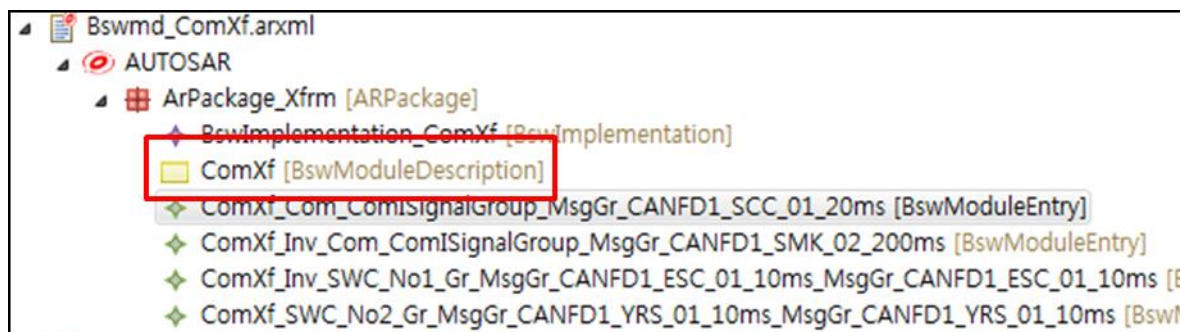 Bswmd_ComXf.arxml
AUTOSAR
ArPackage_Xfrm [ARPackage]
BswImplementation_ComXf [BswImplementation]
ComXf [BswModuleDescription]
ComXf_Com_ComISignalGroup_MsgGr_CANFD1_SCC_01_20ms [BswModuleEntry]
ComXf_Inv_Com_ComISignalGroup_MsgGr_CANFD1_SMK_02_200ms [BswModuleEntry]
ComXf_Inv_SWC_No1_Gr_MsgGr_CANFD1_ESC_01_10ms_MsgGr_CANFD1_ESC_01_10ms
ComXf_SWC_No2_Gr_MsgGr_CANFD1_YRS_01_10ms_MsgGr_CANFD1_YRS_01_10ms